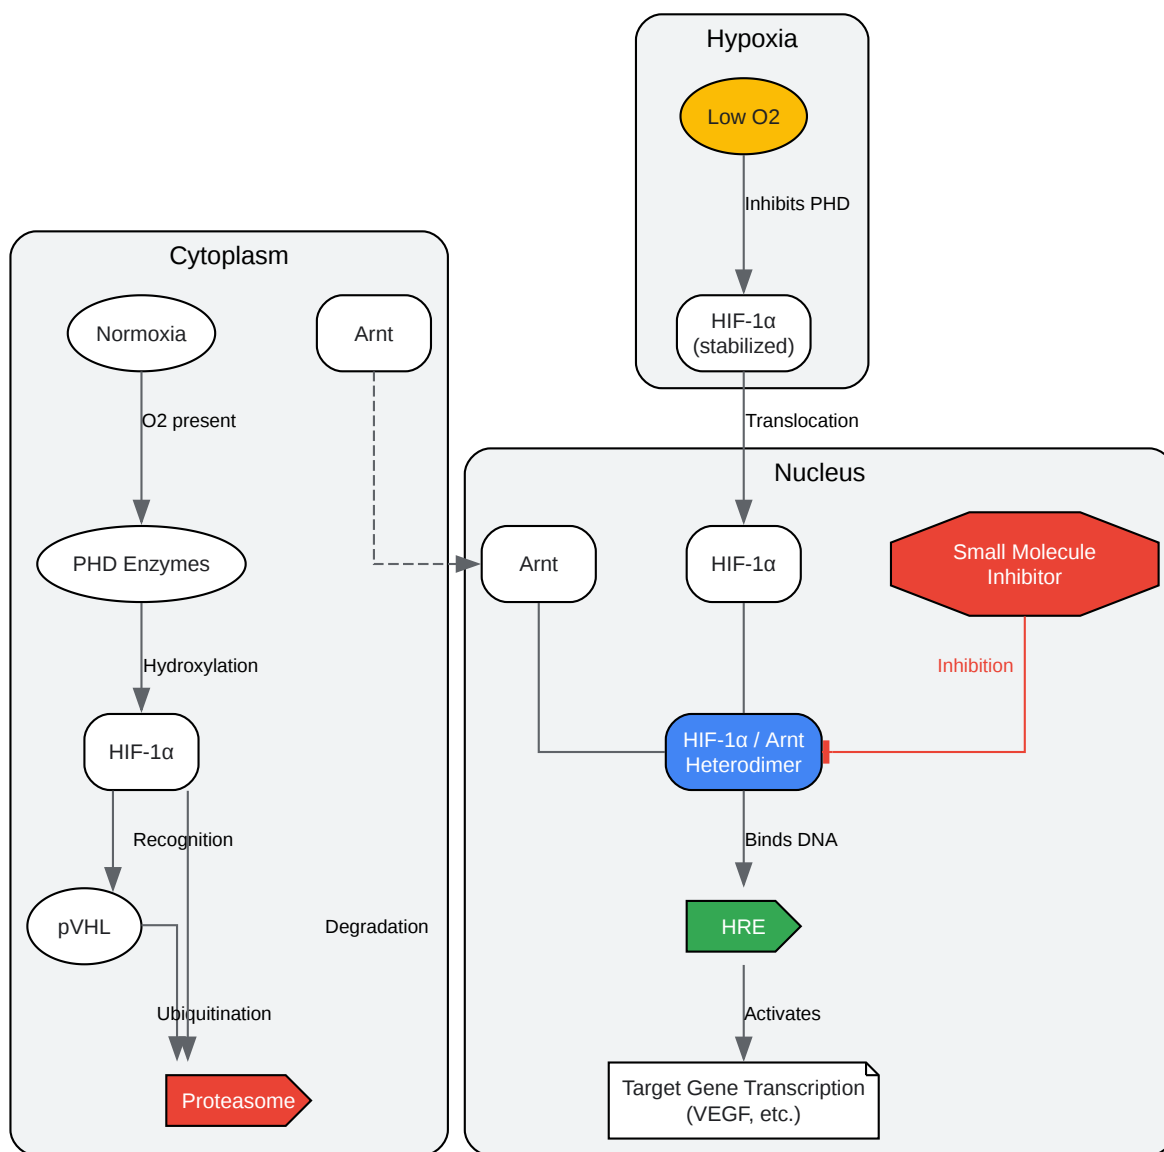 Hypoxia
Low O2
Inhibits PHD
HIF-1α
(stabilized)
Translocation
Cytoplasm
Normoxia
Arnt
O2 present
PHD Enzymes
Hydroxylation
HIF-1α
Recognition
pVHL
Degradation
Ubiquitination
Proteasome
Nucleus
Arnt
HIF-1α
Small Molecule
Inhibitor
Inhibition
HIF-1α / Arnt
Heterodimer
Binds DNA
HRE
Activates
Target Gene Transcription
(VEGF, etc.)